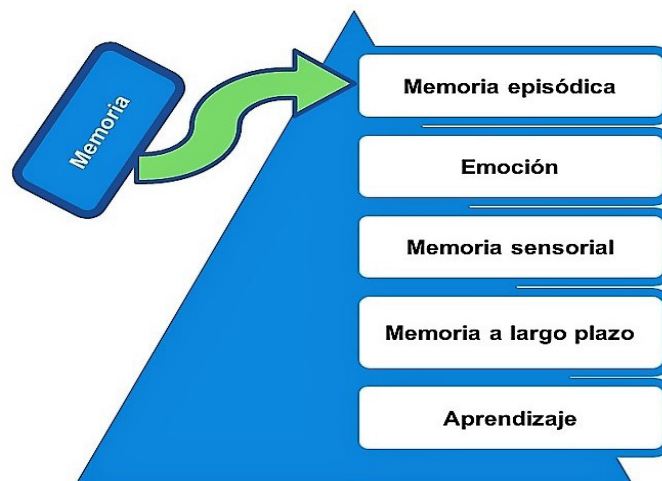 Memoria
Memoria episódica
Emoción
Memoria sensorial
Memoria a largo plazo
Aprendizaje